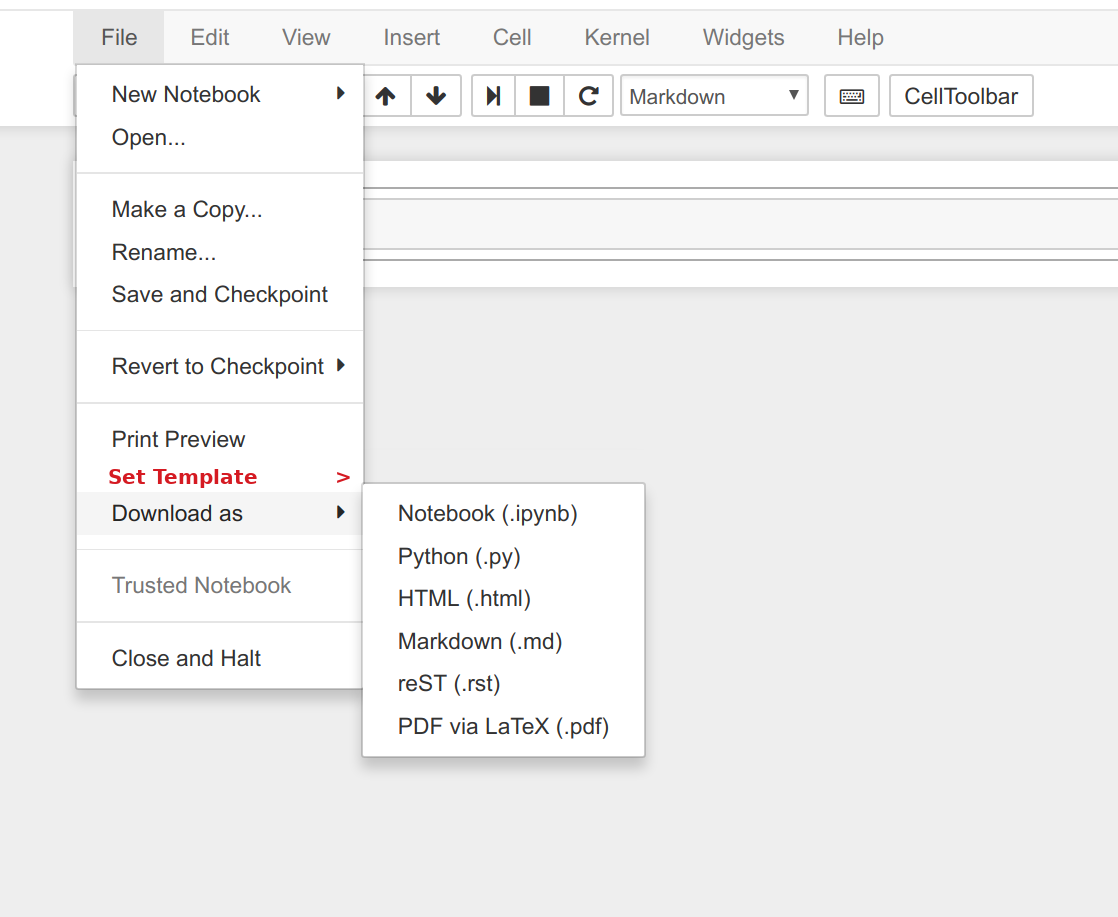 File Edit View Insert Cell Kernel Widgets Help
Markdown CellToolbar
New Notebook
Open...
Make a Copy...
Rename...
Save and Checkpoint
Revert to Checkpoint
Print Preview
Set Template >
Download as
Trusted Notebook
Close and Halt
Notebook (.ipynb)
Python (.py)
HTML (.html)
Markdown (.md)
reST (.rst)
PDF via LaTeX (.pdf)